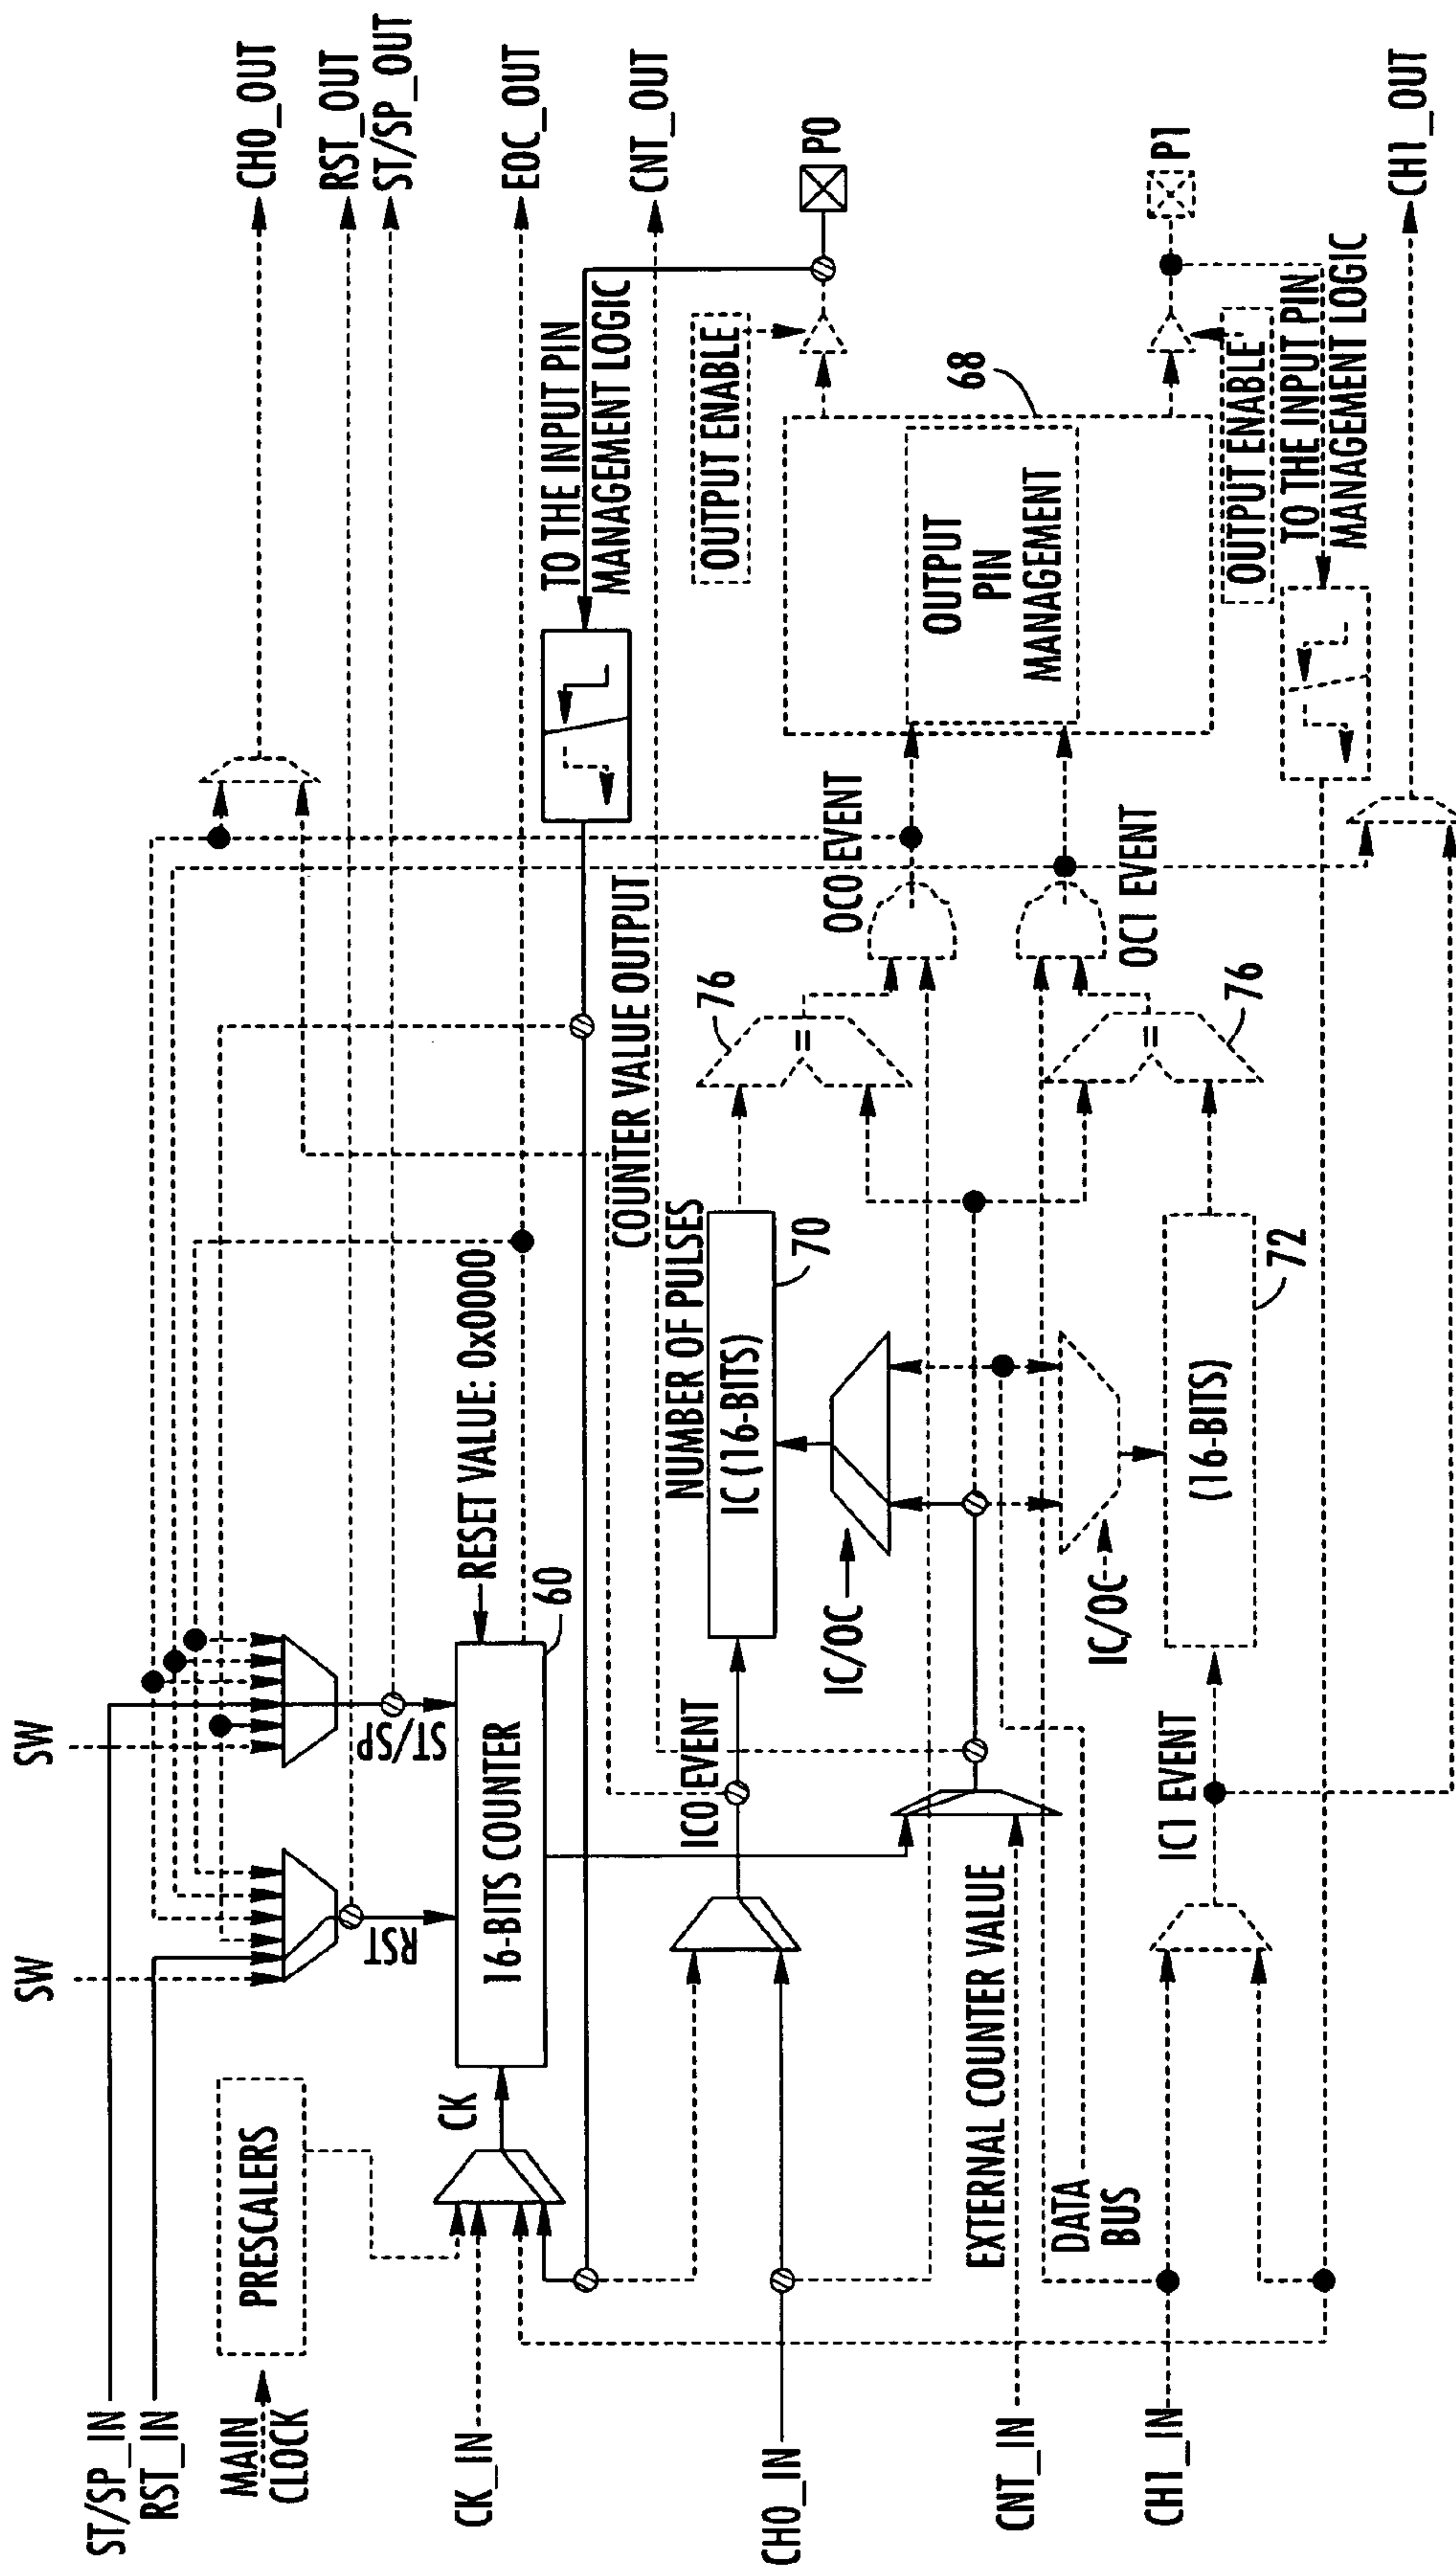 ST/SP_IN
RST_IN
MAIN
CLOCK
CK_IN
CH0_IN
CNT_IN
CH1_IN
SW
SW
PRESCALERS
CK
RST
ST/SP
16-BITS COUNTER
60
RESET VALUE: 0x0000
IC0 EVENT
EXTERNAL COUNTER VALUE
DATA
BUS
IC1 EVENT
IC/OC
IC/OC
NUMBER OF PULSES
IC (16-BITS)
70
(16-BITS)
72
COUNTER VALUE OUTPUT
76
=
76
=
OC0 EVENT
OC1 EVENT
TO THE INPUT PIN
MANAGEMENT LOGIC
OUTPUT ENABLE
OUTPUT
PIN
MANAGEMENT
68
OUTPUT ENABLE
TO THE INPUT PIN
MANAGEMENT LOGIC
P0
P1
CH0_OUT
RST_OUT
ST/SP_OUT
EOC_OUT
CNT_OUT
CH1_OUT